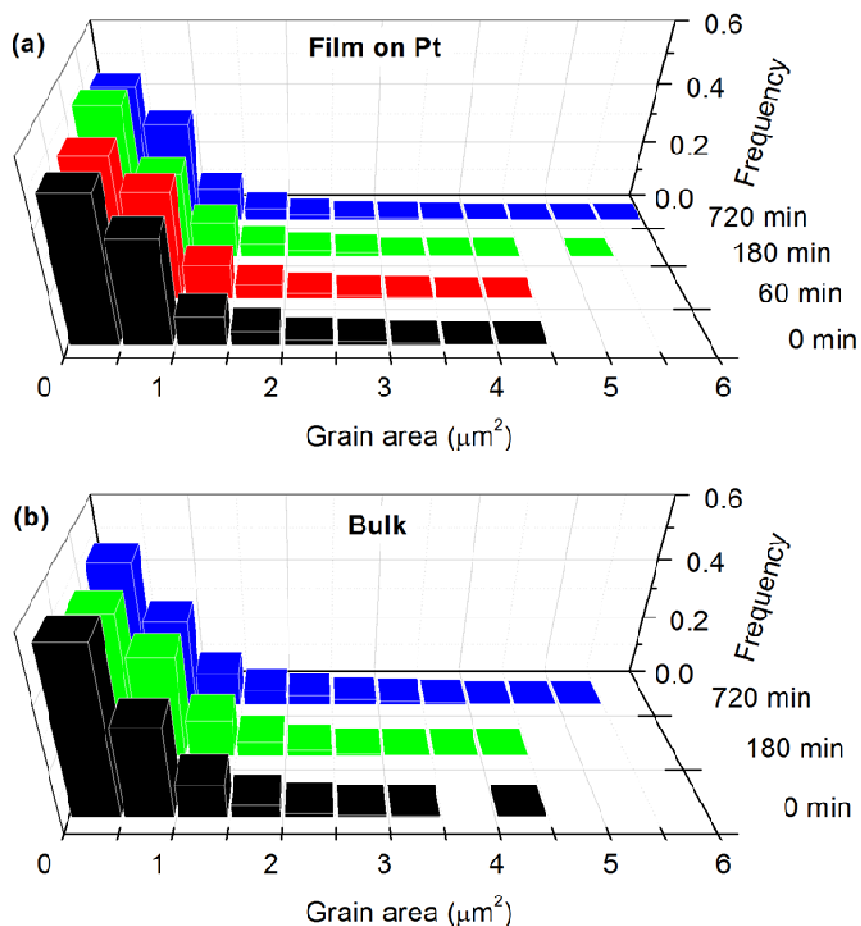 (a)
Film on Pt
0.6
0.4
0.2
0.0
Frequency
720 min
180 min
60 min
0 min
0 1 2 3 4 5 6
Grain area (μm²)
(b)
Bulk
0.6
0.4
0.2
0.0
Frequency
720 min
180 min
0 min
0 1 2 3 4 5 6
Grain area (μm²)